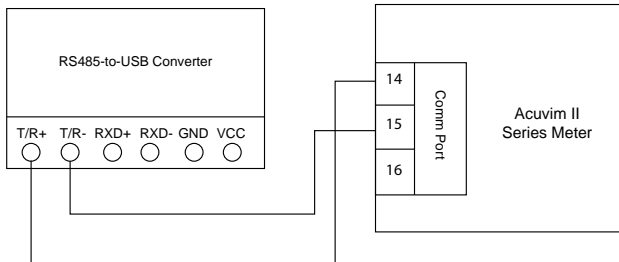 RS485-to-USB Converter
T/R+ T/R- RXD+ RXD- GND VCC
14
15
16
Comm Port
Acuvim II
Series Meter